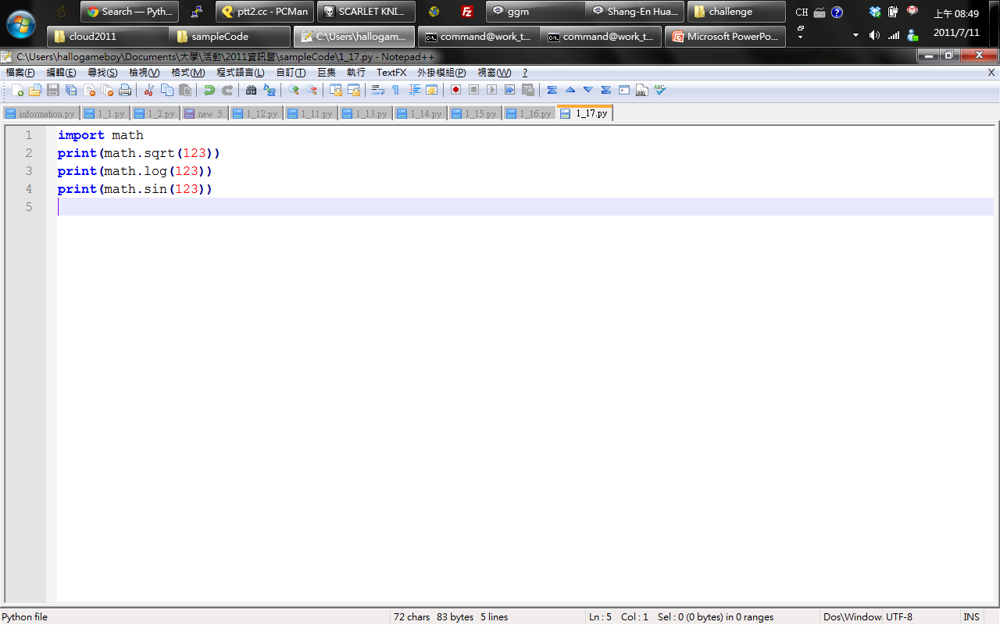 Search — Pyth...
ptt2.cc - PCMan
SCARLET KNI...
ggm
Shang-En Hua...
challenge
CH
上午 08:49
cloud2011
sampleCode
C:\Users\hallogam...
command@work_t...
command@work_t...
Microsoft PowerPo...
2011/7/11
C:\Users\hallogameboy\Documents\大學\活動\2011資訊營\sampleCode\1_17.py - Notepad++
檔案(F) 編輯(E) 尋找(S) 檢視(V) 格式(M) 程式語言(L) 自訂(T) 巨集 執行 TextFX 外掛模組(P) 視窗(W) ? X
information.py 1_1.py 1_2.py new 5 1_12.py 1_11.py 1_13.py 1_14.py 1_15.py 1_16.py 1_17.py
1 import math
2 print(math.sqrt(123))
3 print(math.log(123))
4 print(math.sin(123))
5
Python file 72 chars 83 bytes 5 lines Ln : 5 Col : 1 Sel : 0 (0 bytes) in 0 ranges Dos\Window UTF-8 INS